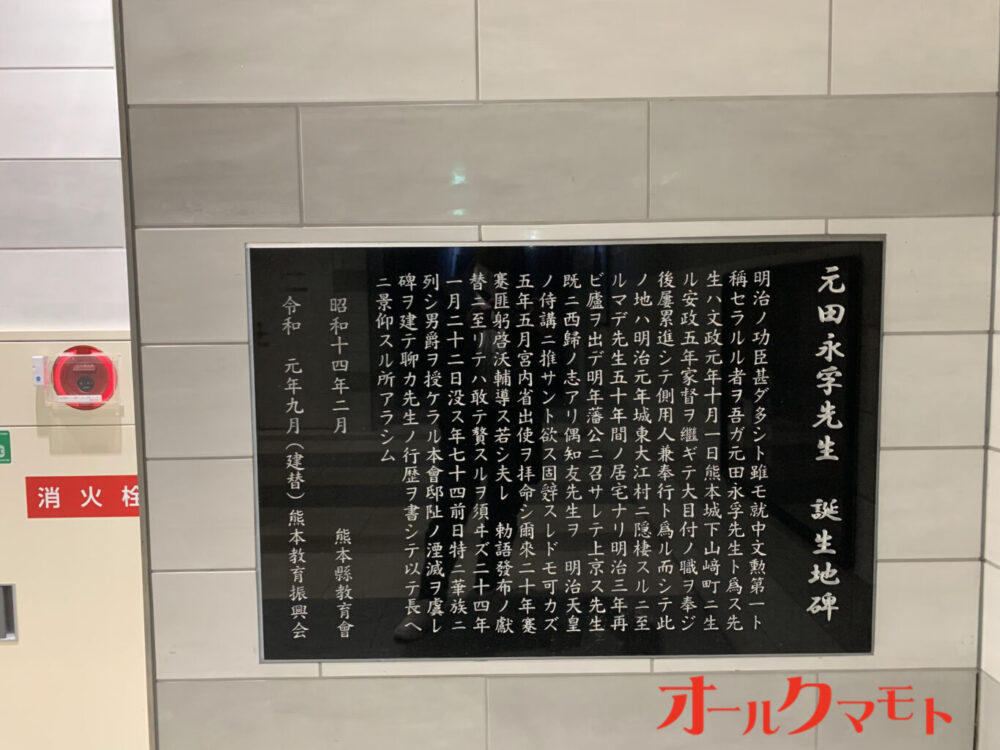 元田永孚先生　誕生地碑
明治ノ功臣甚ダ多シト雖モ就中文勲第一ト
稱セラルル者ヲ吾ガ元田永孚先生ト爲ス先
生ハ文政元年十月一日熊本城下山﨑町ニ生
ル安政五年家督ヲ繼ギテ大目付ノ職ヲ奉ジ
後屢累進シテ側用人兼奉行ト爲ル而シテ此
ノ地ハ明治元年城東大江村ニ隠棲スルニ至
ルマデ先生五十年間ノ居宅ナリ明治三年再
ビ廬ヲ出デ明年藩公ニ召サレテ上京ス先生
既ニ西歸ノ志アリ偶知友先生ヲ　明治天皇
ノ侍講ニ推サント欲ス固辤スレドモ可カズ
五年五月宮内省出使ヲ拝命シ爾來二十年蹇
蹇匪躬啓沃輔導ス若シ夫レ　勅語發布ノ獻
替ニ至リテハ敢テ贅スルヲ須ヰズ二十四年
一月二十二日没ス年七十四前日特ニ華族ニ
列シ男爵ヲ授ケラル本會邸阯ノ湮滅ヲ虞レ
碑ヲ建テ聊カ先生ノ行歴ヲ書シテ以テ長ヘ
ニ景仰スル所アラシム
昭和十四年二月　熊本縣教育會
令和　元年九月（建替）熊本教育振興会
消火栓
オールクマモト